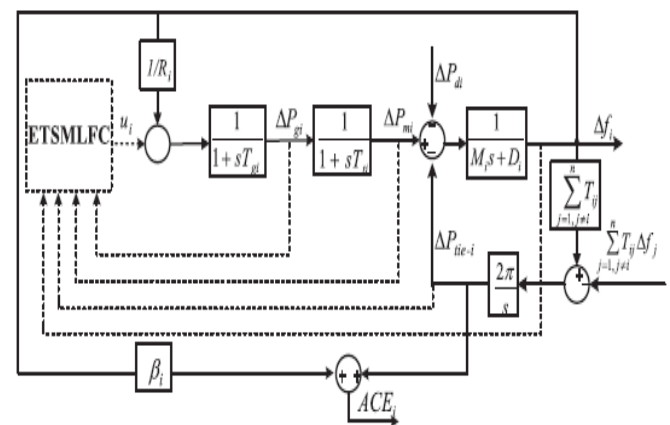 1/R_i
ETSMLFC
u_i
1
1 + sT_gi
ΔP_gi
1
1 + sT_ti
ΔP_mi
ΔP_di
1
M_i s + D_i
Δf_i
n
∑ T_ij
j=1, j≠i
n
∑ T_ij Δf_j
j=1, j≠i
ΔP_tie-i
2π
s
β_i
ACE_i